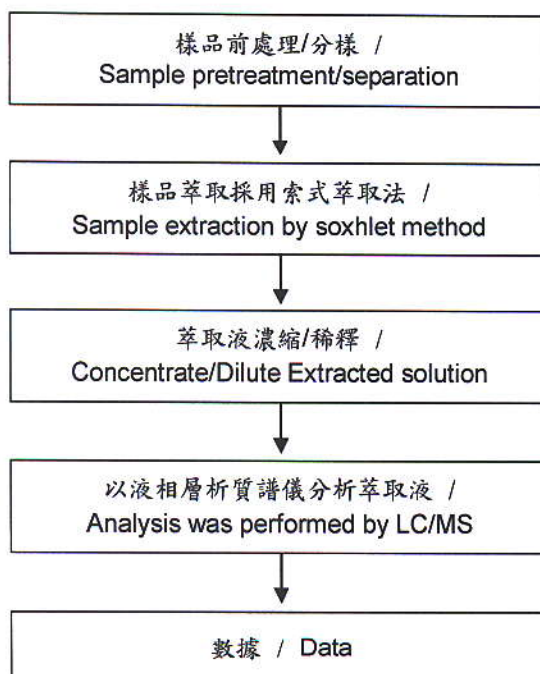 樣品前處理/分樣 /
Sample pretreatment/separation
樣品萃取採用索式萃取法 /
Sample extraction by soxhlet method
萃取液濃縮/稀釋 /
Concentrate/Dilute Extracted solution
以液相層析質譜儀分析萃取液 /
Analysis was performed by LC/MS
數據 / Data